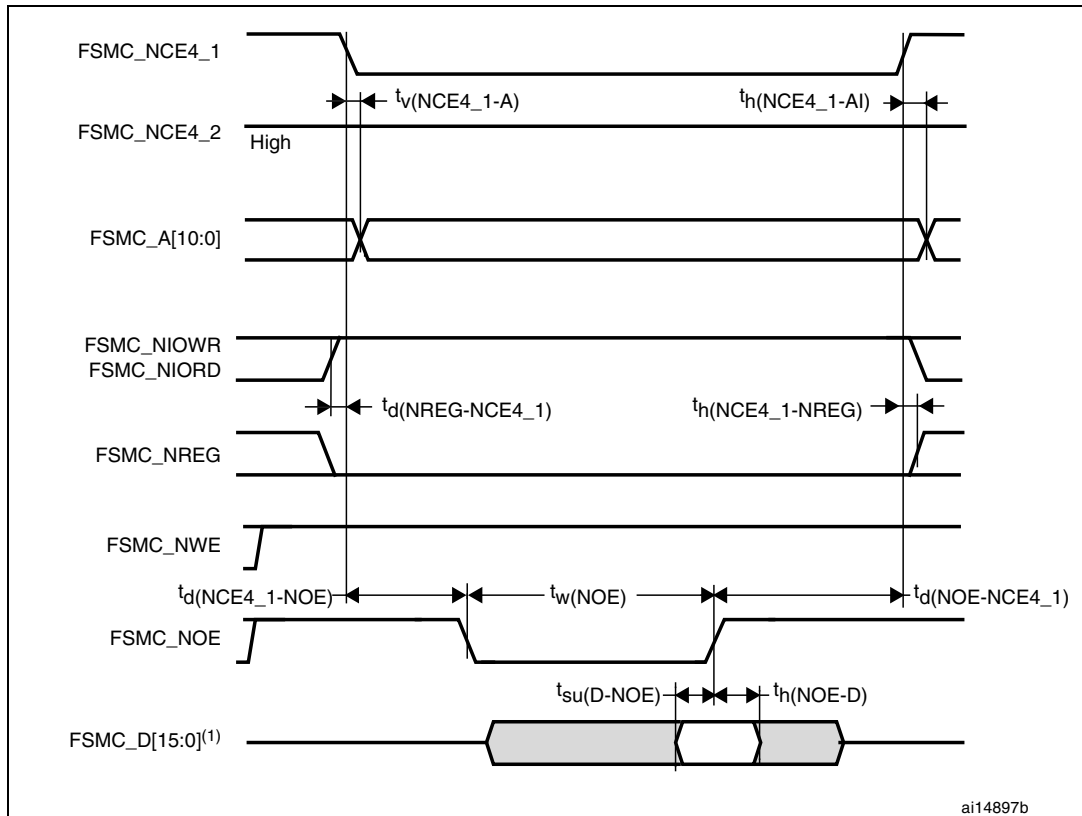 FSMC_NCE4_1
tv(NCE4_1-A)
th(NCE4_1-AI)
FSMC_NCE4_2
High
FSMC_A[10:0]
FSMC_NIOWR
FSMC_NIORD
td(NREG-NCE4_1)
th(NCE4_1-NREG)
FSMC_NREG
FSMC_NWE
td(NCE4_1-NOE)
tw(NOE)
td(NOE-NCE4_1)
FSMC_NOE
tsu(D-NOE)
th(NOE-D)
FSMC_D[15:0](1)
ai14897b